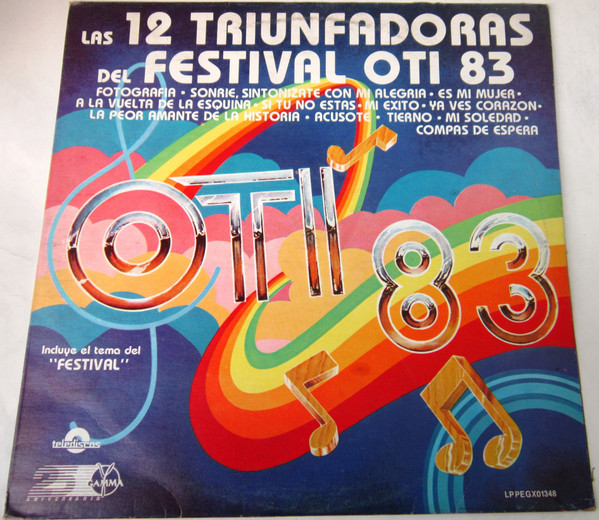 LAS 12 TRIUNFADORAS
DEL FESTIVAL OTI 83
FOTOGRAFIA • SONRIE, SINTONIZATE CON MI ALEGRIA • ES MI MUJER •
A LA VUELTA DE LA ESQUINA • SI TU NO ESTAS • MI EXITO • YA VES CORAZON •
LA PEOR AMANTE DE LA HISTORIA • ACUSOTE • TIERNO • MI SOLEDAD •
COMPAS DE ESPERA
OTI 83
Incluye el tema del
"FESTIVAL"
telediscos
GAMMA
ANIVERSARIO
LPPEGX01348